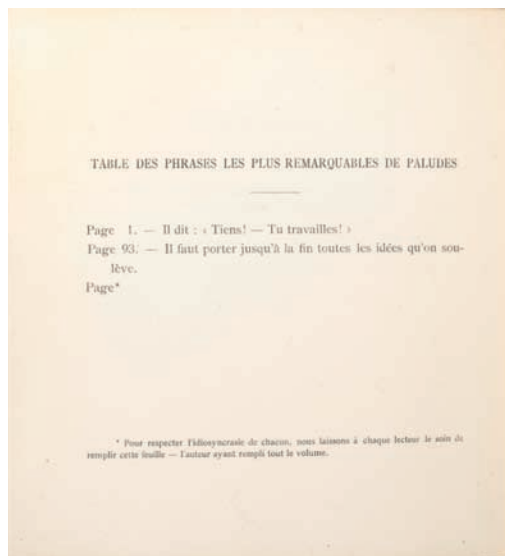 TABLE DES PHRASES LES PLUS REMARQUABLES DE PALUDES
Page 1. — Il dit : « Tiens! — Tu travailles! »
Page 93. — Il faut porter jusqu'à la fin toutes les idées qu'on sou-
lève.
Page*
* Pour respecter l'idiosyncrasie de chacun, nous laissons à chaque lecteur le soin de
remplir cette feuille — l'auteur ayant rempli tout le volume.